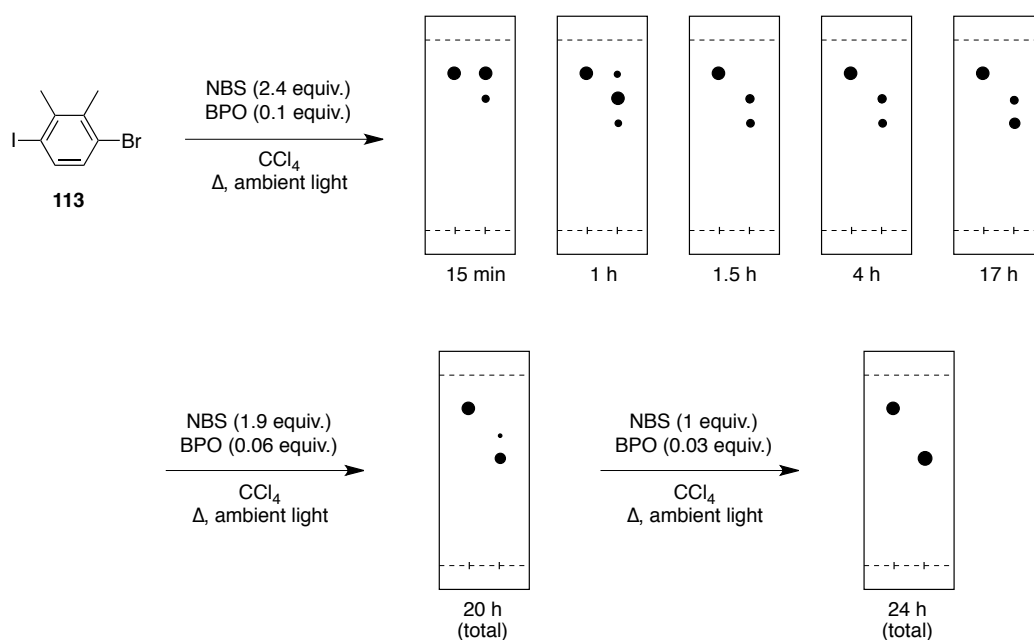 I
Br
113
NBS (2.4 equiv.)
BPO (0.1 equiv.)
CCl4
Δ, ambient light
15 min
1 h
1.5 h
4 h
17 h
NBS (1.9 equiv.)
BPO (0.06 equiv.)
CCl4
Δ, ambient light
20 h
(total)
NBS (1 equiv.)
BPO (0.03 equiv.)
CCl4
Δ, ambient light
24 h
(total)